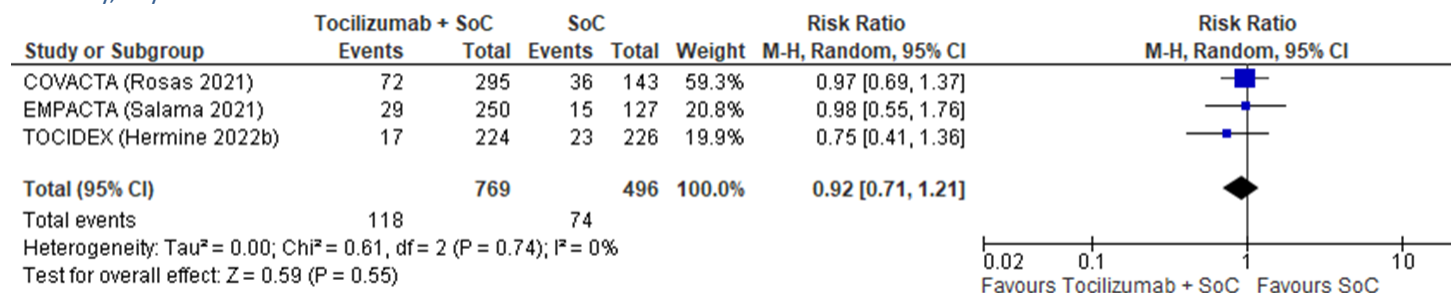 Tocilizumab + SoC SoC Risk Ratio Risk Ratio
Study or Subgroup Events Total Events Total Weight M-H, Random, 95% CI M-H, Random, 95% CI
COVACTA (Rosas 2021) 72 295 36 143 59.3% 0.97 [0.69, 1.37]
EMPACTA (Salama 2021) 29 250 15 127 20.8% 0.98 [0.55, 1.76]
TOCIDEX (Hermine 2022b) 17 224 23 226 19.9% 0.75 [0.41, 1.36]
Total (95% CI) 769 496 100.0% 0.92 [0.71, 1.21]
Total events 118 74
Heterogeneity: Tau² = 0.00; Chi² = 0.61, df = 2 (P = 0.74); I² = 0%
Test for overall effect: Z = 0.59 (P = 0.55)
0.02 0.1 1 10
Favours Tocilizumab + SoC Favours SoC